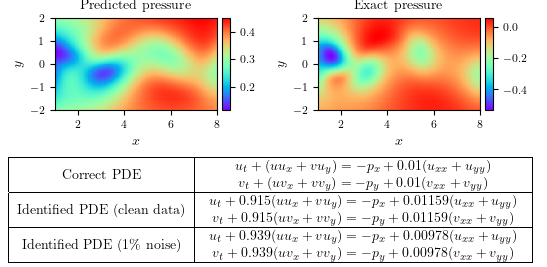 Predicted pressure
Exact pressure
2
1
0
−1
−2
y
2
4
6
8
x
0.4
0.3
0.2
2
1
0
−1
−2
y
2
4
6
8
x
0.0
−0.2
−0.4
Correct PDE
u_t + (uu_x + vu_y) = −p_x + 0.01(u_xx + u_yy)
v_t + (uv_x + vv_y) = −p_y + 0.01(v_xx + v_yy)
Identified PDE (clean data)
u_t + 0.915(uu_x + vu_y) = −p_x + 0.01159(u_xx + u_yy)
v_t + 0.915(uv_x + vv_y) = −p_y + 0.01159(v_xx + v_yy)
Identified PDE (1% noise)
u_t + 0.939(uu_x + vu_y) = −p_x + 0.00978(u_xx + u_yy)
v_t + 0.939(uv_x + vv_y) = −p_y + 0.00978(v_xx + v_yy)